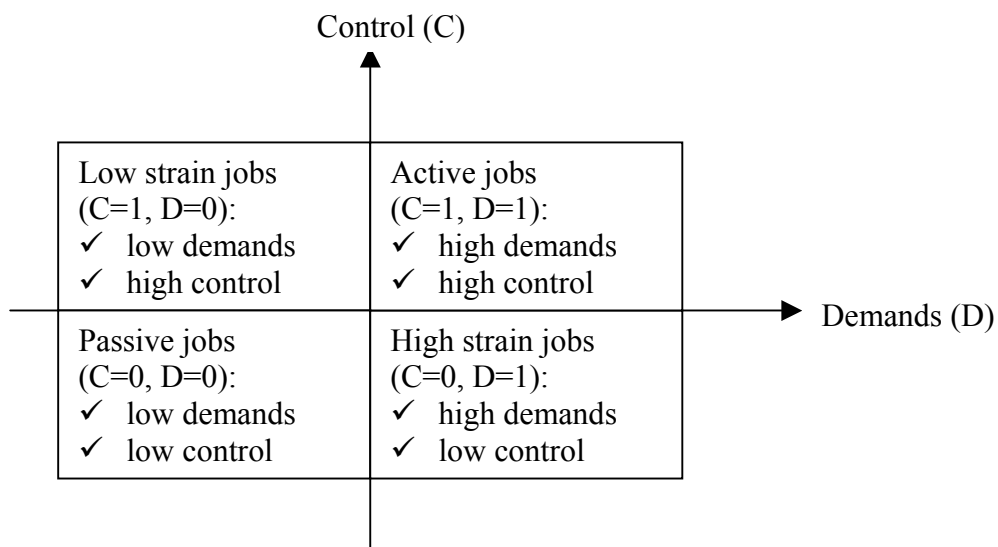 Control (C)
Low strain jobs
(C=1, D=0):
✓ low demands
✓ high control
Active jobs
(C=1, D=1):
✓ high demands
✓ high control
Demands (D)
Passive jobs
(C=0, D=0):
✓ low demands
✓ low control
High strain jobs
(C=0, D=1):
✓ high demands
✓ low control